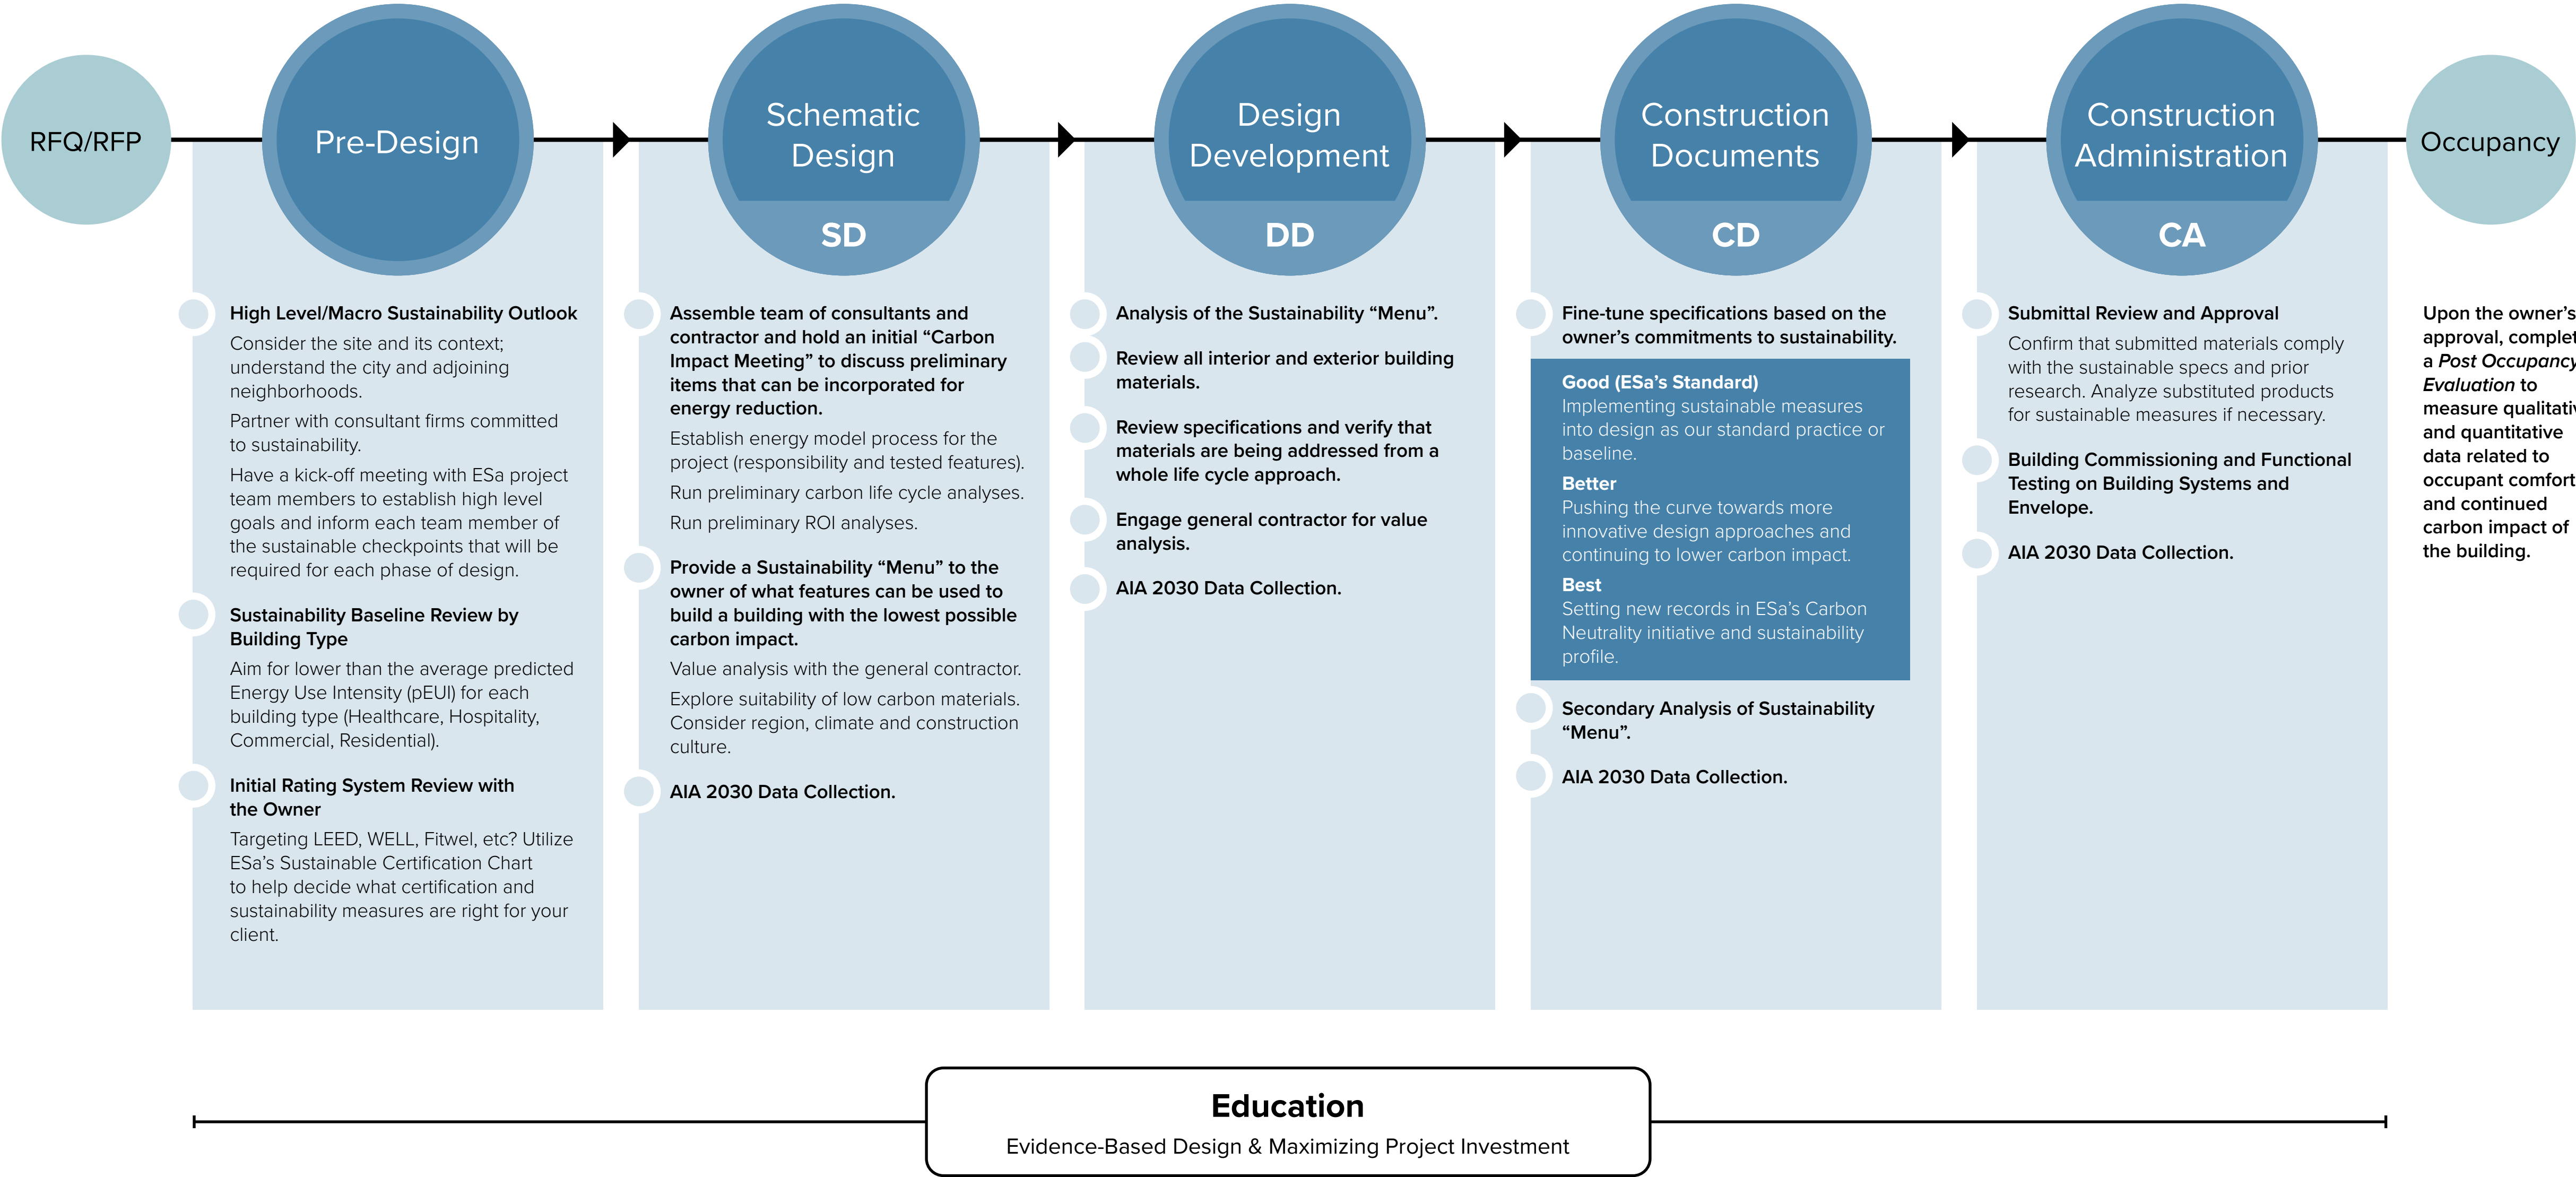 RFQ/RFP
Pre-Design
High Level/Macro Sustainability Outlook
Consider the site and its context;
understand the city and adjoining
neighborhoods.
Partner with consultant firms committed
to sustainability.
Have a kick-off meeting with ESa project
team members to establish high level
goals and inform each team member of
the sustainable checkpoints that will be
required for each phase of design.
Sustainability Baseline Review by
Building Type
Aim for lower than the average predicted
Energy Use Intensity (pEUI) for each
building type (Healthcare, Hospitality,
Commercial, Residential).
Initial Rating System Review with
the Owner
Targeting LEED, WELL, Fitwel, etc? Utilize
ESa’s Sustainable Certification Chart
to help decide what certification and
sustainability measures are right for your
client.
Schematic
Design
SD
Assemble team of consultants and
contractor and hold an initial “Carbon
Impact Meeting” to discuss preliminary
items that can be incorporated for
energy reduction.
Establish energy model process for the
project (responsibility and tested features).
Run preliminary carbon life cycle analyses.
Run preliminary ROI analyses.
Provide a Sustainability “Menu” to the
owner of what features can be used to
build a building with the lowest possible
carbon impact.
Value analysis with the general contractor.
Explore suitability of low carbon materials.
Consider region, climate and construction
culture.
AIA 2030 Data Collection.
Design
Development
DD
Analysis of the Sustainability “Menu”.
Review all interior and exterior building
materials.
Review specifications and verify that
materials are being addressed from a
whole life cycle approach.
Engage general contractor for value
analysis.
AIA 2030 Data Collection.
Construction
Documents
CD
Fine-tune specifications based on the
owner’s commitments to sustainability.
Good (ESa’s Standard)
Implementing sustainable measures
into design as our standard practice or
baseline.
Better
Pushing the curve towards more
innovative design approaches and
continuing to lower carbon impact.
Best
Setting new records in ESa’s Carbon
Neutrality initiative and sustainability
profile.
Secondary Analysis of Sustainability
“Menu”.
AIA 2030 Data Collection.
Construction
Administration
CA
Submittal Review and Approval
Confirm that submitted materials comply
with the sustainable specs and prior
research. Analyze substituted products
for sustainable measures if necessary.
Building Commissioning and Functional
Testing on Building Systems and
Envelope.
AIA 2030 Data Collection.
Occupancy
Upon the owner’s
approval, complet
a Post Occupancy
Evaluation to
measure qualitativ
and quantitative
data related to
occupant comfort
and continued
carbon impact of
the building.
Education
Evidence-Based Design & Maximizing Project Investment